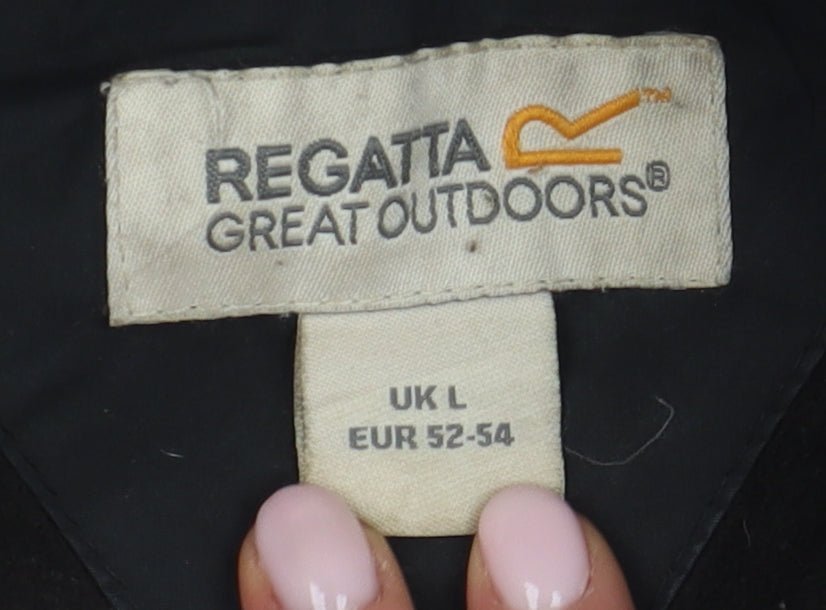 REGATTA
GREAT OUTDOORS®
UK L
EUR 52-54